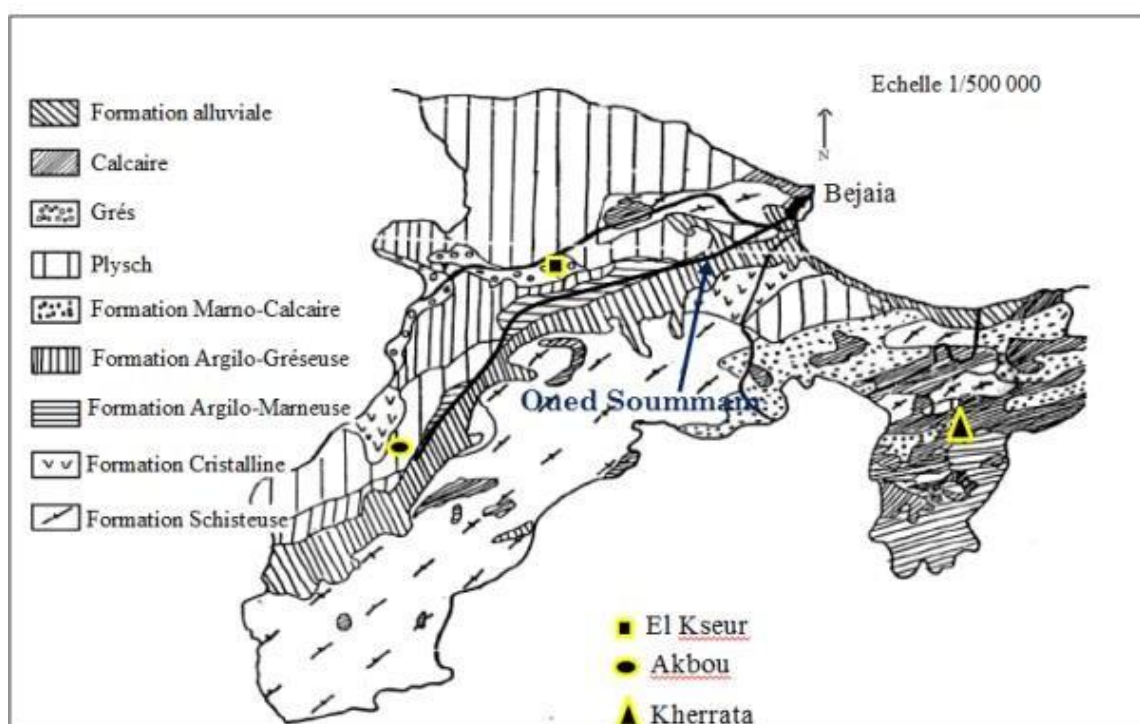 Echelle 1/500 000
N
Formation alluviale
Calcaire
Grés
Plysch
Formation Marno-Calcaire
Formation Argilo-Gréseuse
Formation Argilo-Marneuse
Formation Cristalline
Formation Schisteuse
Bejaia
Oued Soummam
El Kseur
Akbou
Kherrata